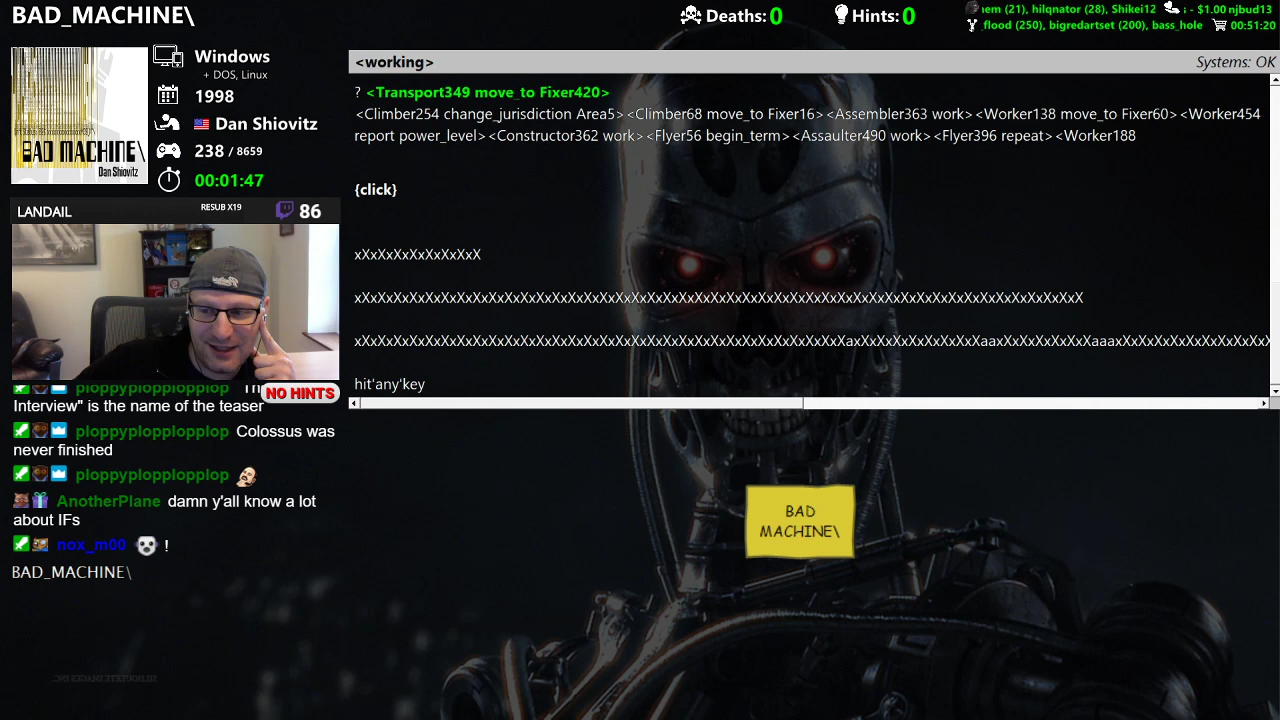 BAD_MACHINE\
Deaths: 0
Hints: 0
nem (21), hilqnator (28), Shikei12
: - $1.00 njbud13
_flood (250), bigredartset (200), bass_hole
00:51:20
Windows
+ DOS, Linux
1998
Dan Shiovitz
238 / 8659
00:01:47
BAD MACHINE\
Dan Shiovitz
LANDAIL
RESUB X19
86
<working>
Systems: OK
? <Transport349 move_to Fixer420>
<Climber254 change_jurisdiction Area5><Climber68 move_to Fixer16><Assembler363 work><Worker138 move_to Fixer60><Worker454
report power_level><Constructor362 work><Flyer56 begin_term><Assaulter490 work><Flyer396 repeat><Worker188
{click}
xXxXxXxXxXxXxXxX
hit'any'key
NO HINTS
ploppyplopplopplop Th
Interview" is the name of the teaser
ploppyplopplopplop Colossus was
never finished
ploppyplopplopplop
AnotherPlane damn y'all know a lot
about IFs
nox_m00 !
BAD_MACHINE\
BAD
MACHINE\